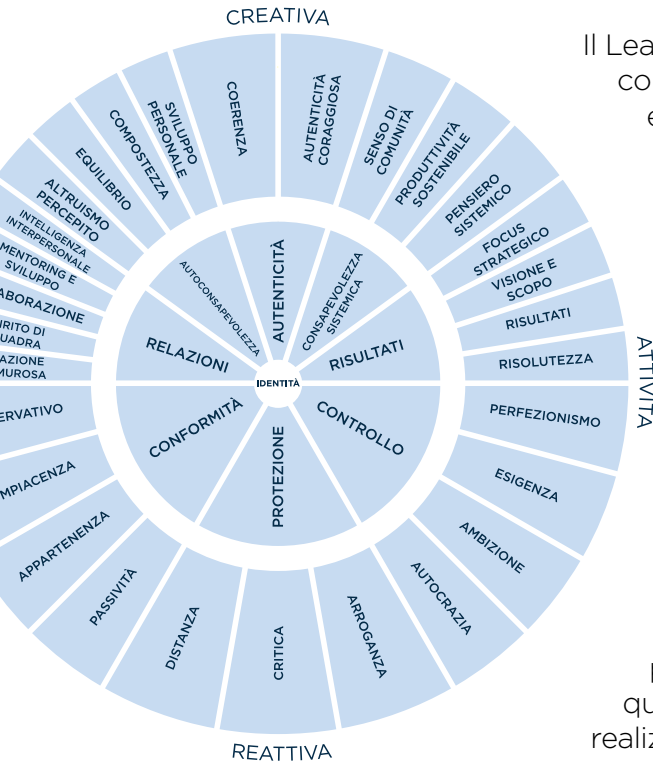 CREATIVA
COERENZA
AUTENTICITÀ
CORAGGIOSA
SENSO DI
COMUNITÀ
PRODUTTIVITÀ
SOSTENIBILE
PENSIERO
SISTEMICO
FOCUS
STRATEGICO
VISIONE E
SCOPO
RISULTATI
RISOLUTEZZA
PERFEZIONISMO
ESIGENZA
AMBIZIONE
AUTOCRAZIA
ARROGANZA
CRITICA
DISTANZA
PASSIVITÀ
APPARTENENZA
MPIACENZA
ERVATIVO
AZIONE
MUROSA
IRITO DI
UADRA
ABORAZIONE
MENTORING E
SVILUPPO
INTELLIGENZA
INTERPERSONALE
ALTRUISMO
PERCEPITO
EQUILIBRIO
COMPOSTEZZA
SVILUPPO
PERSONALE
RELAZIONI
AUTOCONSAPEVOLEZZA
AUTENTICITÀ
CONSAPEVOLEZZA
SISTEMICA
RISULTATI
IDENTITÀ
CONFORMITÀ
PROTEZIONE
CONTROLLO
ATTIVITÀ
REATTIVA
Il Lea
co
e
qu
realiz